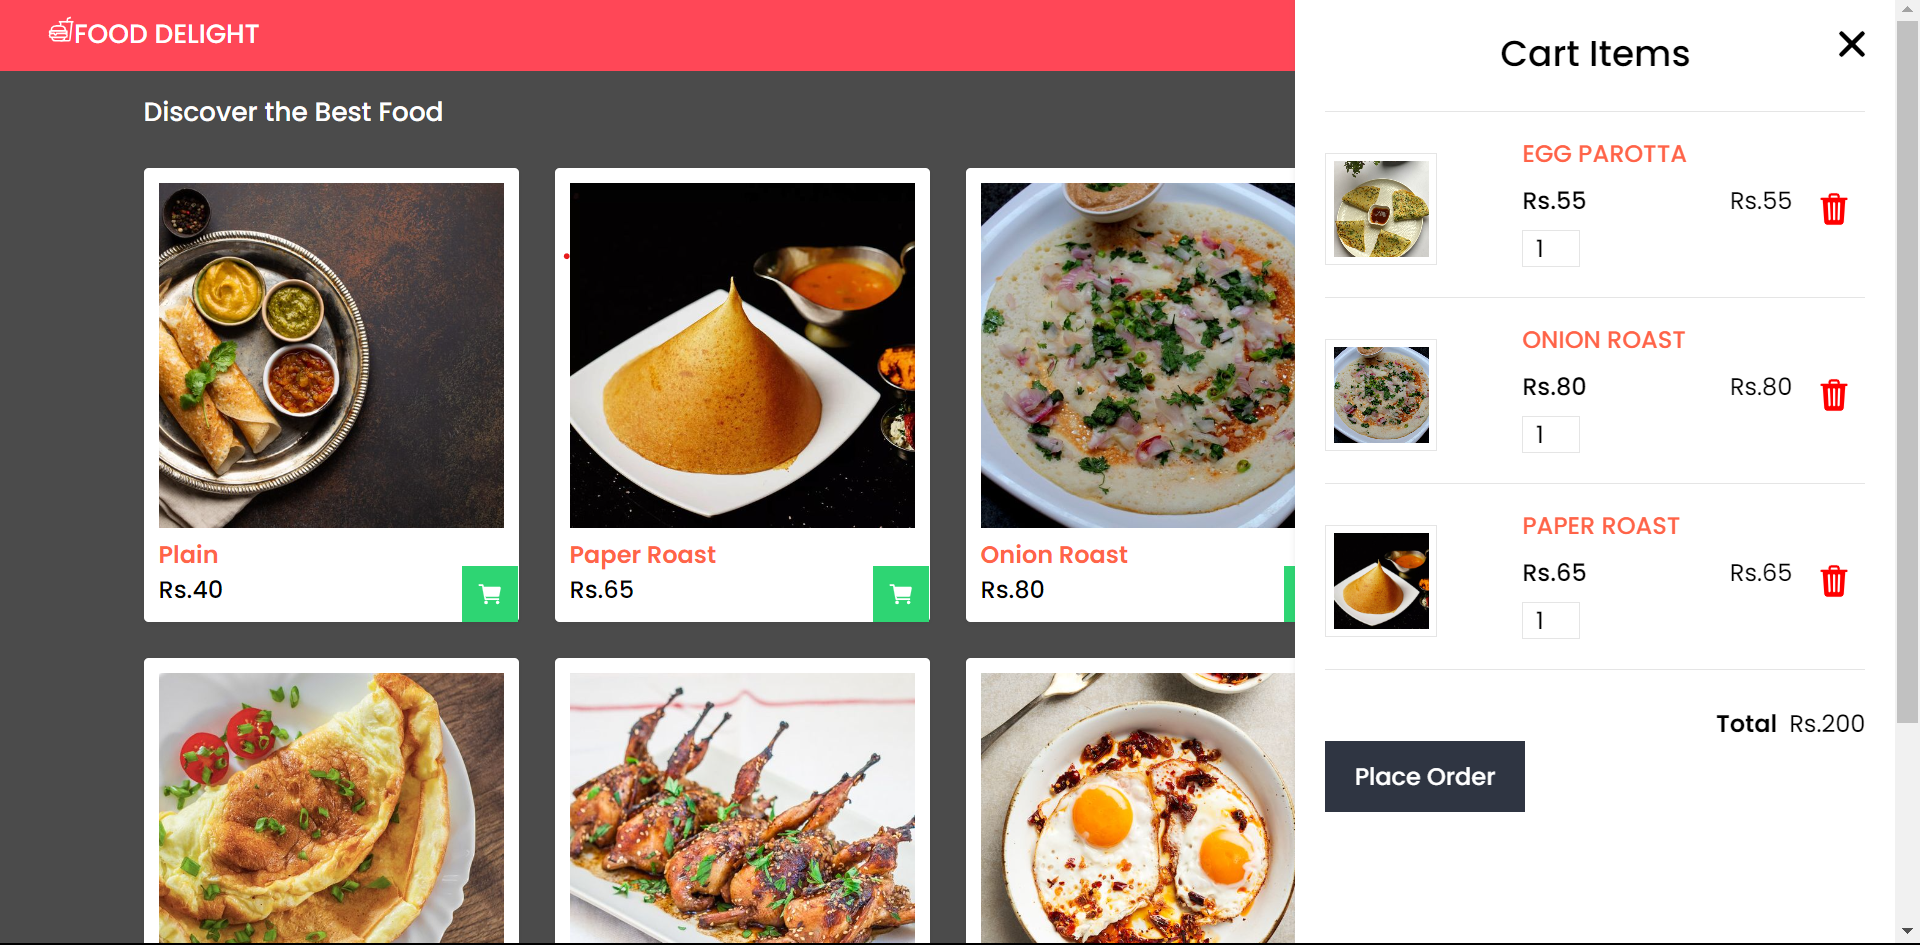 FOOD DELIGHT
Discover the Best Food
Plain
Rs.40
Paper Roast
Rs.65
Onion Roast
Rs.80
Cart Items
EGG PAROTTA
Rs.55 Rs.55
1
ONION ROAST
Rs.80 Rs.80
1
PAPER ROAST
Rs.65 Rs.65
1
Total Rs.200
Place Order